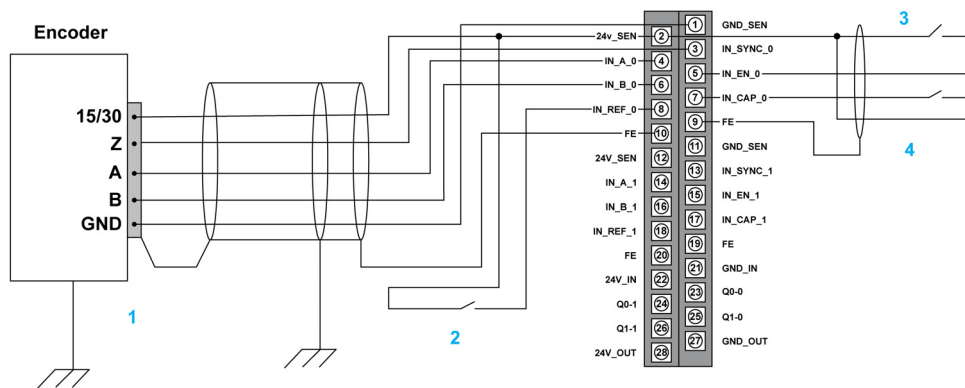 Encoder
15/30
Z
A
B
GND
1
2
3
4
24v_SEN
IN_A_0
IN_B_0
IN_REF_0
FE
24V_SEN
IN_A_1
IN_B_1
IN_REF_1
FE
24V_IN
Q0-1
Q1-1
24V_OUT
2
4
6
8
10
12
14
16
18
20
22
24
26
28
1
3
5
7
9
11
13
15
17
19
21
23
25
27
GND_SEN
IN_SYNC_0
IN_EN_0
IN_CAP_0
FE
GND_SEN
IN_SYNC_1
IN_EN_1
IN_CAP_1
FE
GND_IN
Q0-0
Q1-0
GND_OUT